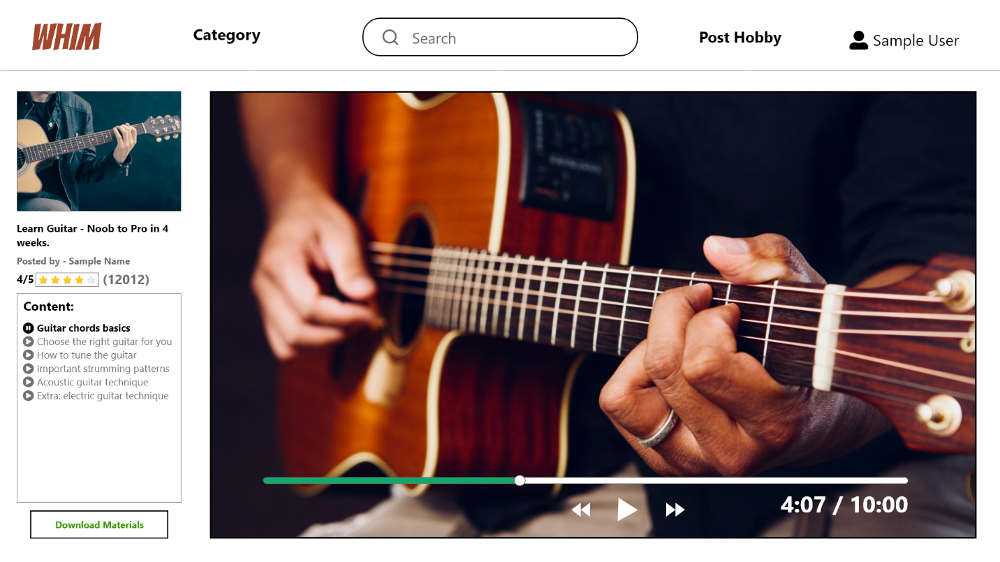 WHIM
Category
Search
Post Hobby
Sample User
Learn Guitar - Noob to Pro in 4
weeks.
Posted by - Sample Name
4/5 (12012)
Content:
Guitar chords basics
Choose the right guitar for you
How to tune the guitar
Important strumming patterns
Acoustic guitar technique
Extra: electric guitar technique
Download Materials
4:07 / 10:00